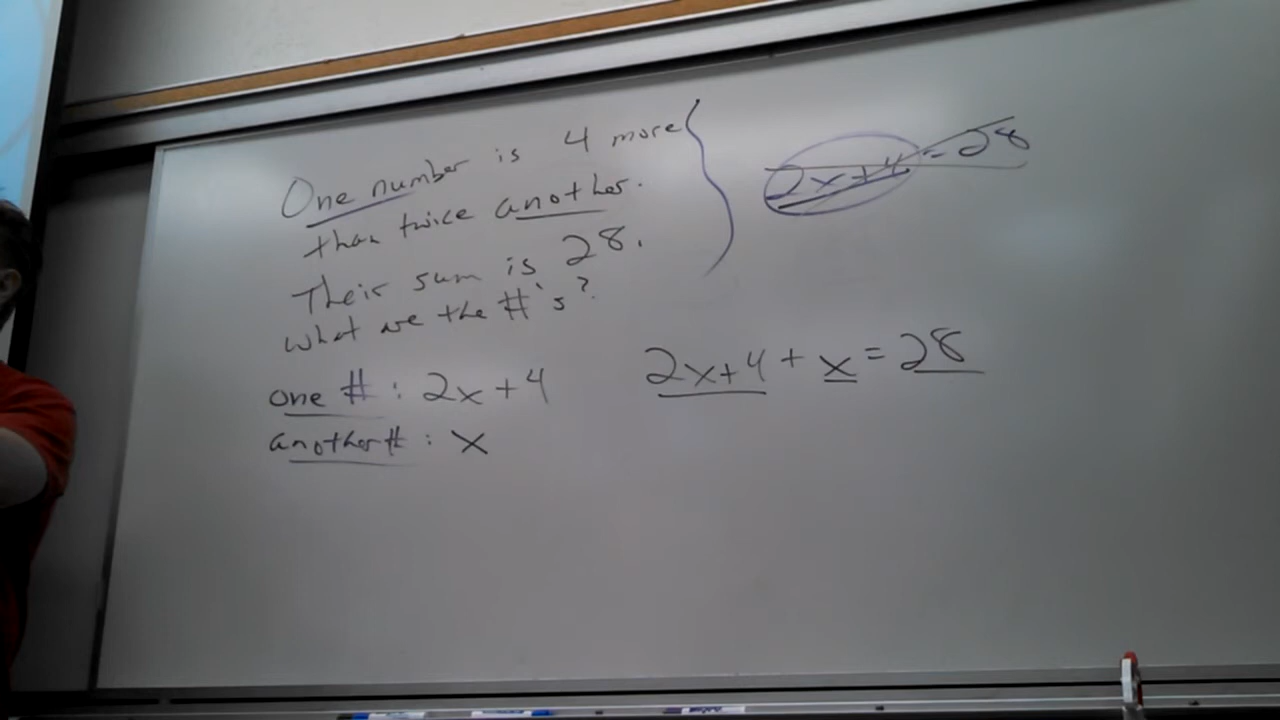 One number is 4 more
than twice another.
Their sum is 28.
What are the #'s?
one #: 2x+4
another#: x
2x+4 = 28
2x+4 + x = 28